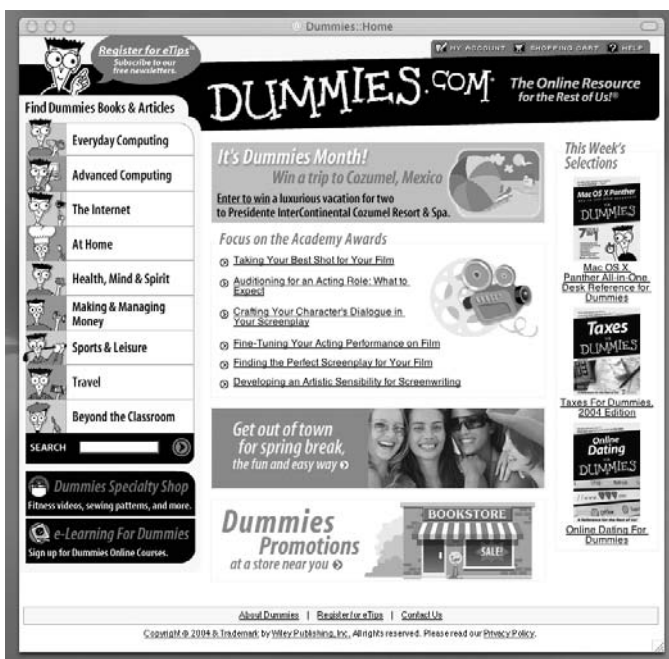 Dummies::Home
MY ACCOUNT SHOPPING CART ? HELP
Register for eTips™
Subscribe to our
free newsletters.
DUMMIES.COM®
The Online Resource
for the Rest of Us!®
Find Dummies Books & Articles
Everyday Computing
Advanced Computing
The Internet
At Home
Health, Mind & Spirit
Making & Managing
Money
Sports & Leisure
Travel
Beyond the Classroom
SEARCH
Dummies Specialty Shop
Fitness videos, sewing patterns, and more.
e-Learning For Dummies
Sign up for Dummies Online Courses.
It's Dummies Month!
Win a trip to Cozumel, Mexico
Enter to win a luxurious vacation for two
to Presidente InterContinental Cozumel Resort & Spa.
Focus on the Academy Awards
Taking Your Best Shot for Your Film
Auditioning for an Acting Role: What to
Expect
Crafting Your Character's Dialogue in
Your Screenplay
Fine-Tuning Your Acting Performance on Film
Finding the Perfect Screenplay for Your Film
Developing an Artistic Sensibility for Screenwriting
Get out of town
for spring break,
the fun and easy way
Dummies
Promotions
at a store near you
BOOKSTORE
SALE!
This Week's
Selections
Mac OS X Panther
DUMMIES
Mac OS X
Panther All-in-One
Desk Reference for
Dummies
Taxes
DUMMIES
Taxes For Dummies,
2004 Edition
Online
Dating
DUMMIES
Online Dating For
Dummies
About Dummies | Register for eTips | Contact Us
Copyright © 2004 & Trademark by Wiley Publishing, Inc. All rights reserved. Please read our Privacy Policy.